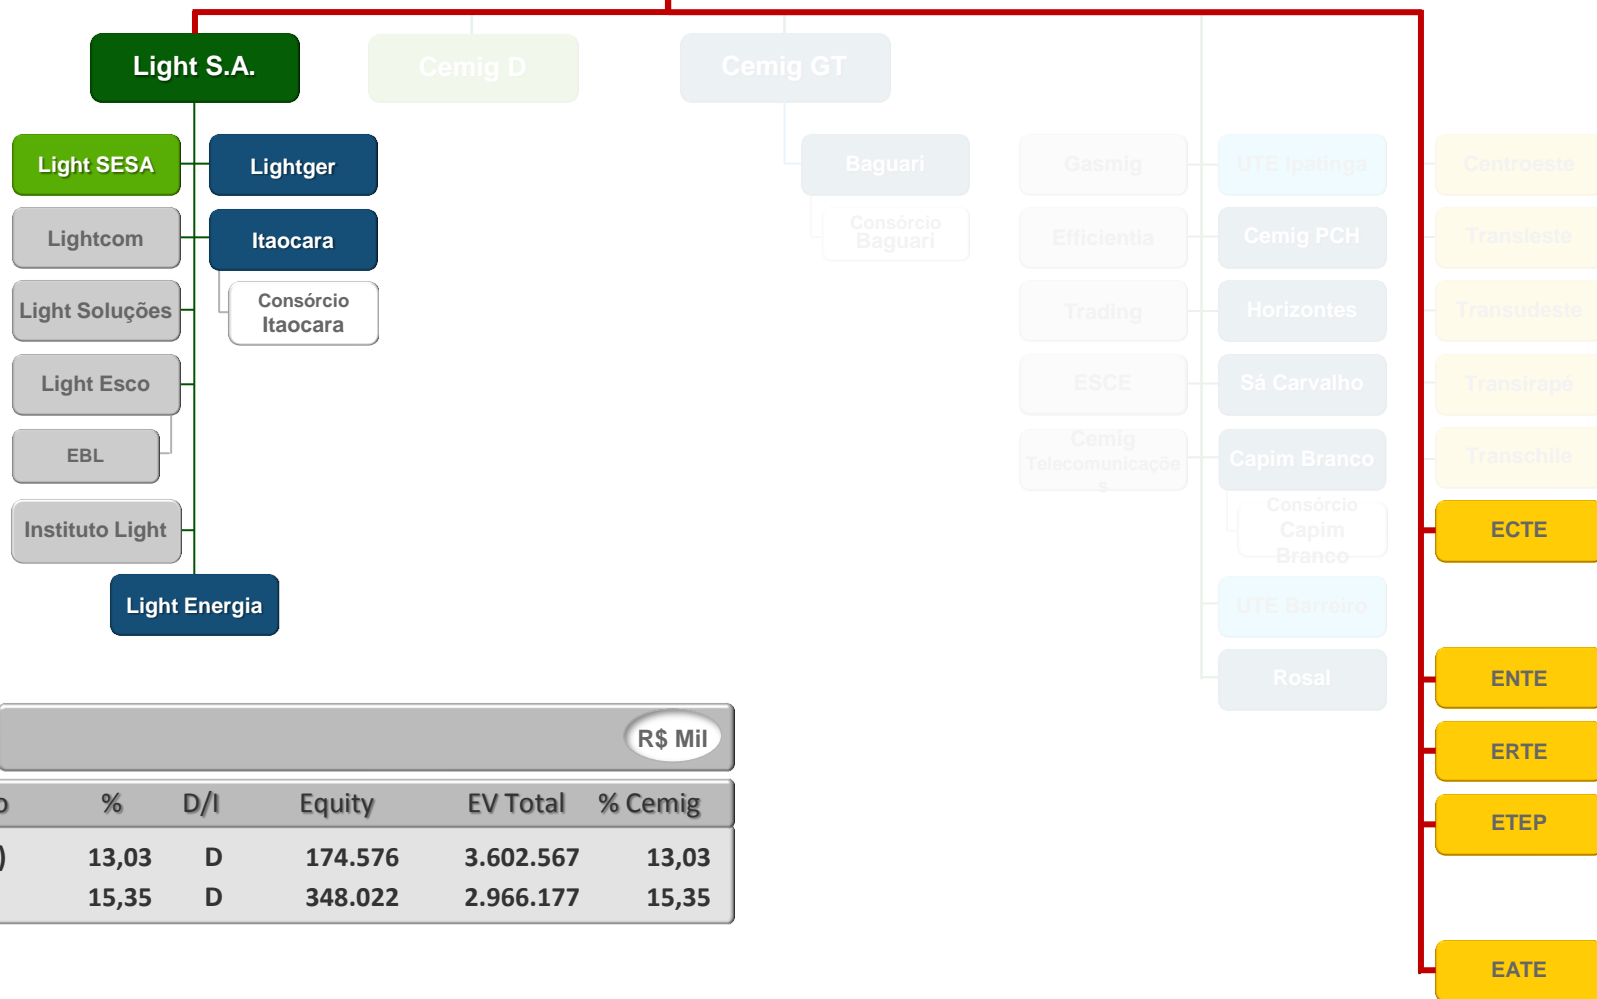 Light S.A.
Cemig D
Cemig GT
Light SESA
Lightger
Baguari
Gasmig
UTE Ipatinga
Centroeste
Lightcom
Itaocara
Consórcio
Baguari
Efficientia
Cemig PCH
Transleste
Light Soluções
Consórcio
Itaocara
Trading
Horizontes
Transudeste
Light Esco
ESCE
Sá Carvalho
Transirapé
EBL
Cemig
Telecomunicaçõe
s
Capim Branco
Transchile
Instituto Light
Consórcio
Capim
Branco
ECTE
Light Energia
UTE Barreiro
Rosal
ENTE
R$ Mil
ERTE
o % D/I Equity EV Total % Cemig
ETEP
) 13,03 D 174.576 3.602.567 13,03
15,35 D 348.022 2.966.177 15,35
EATE